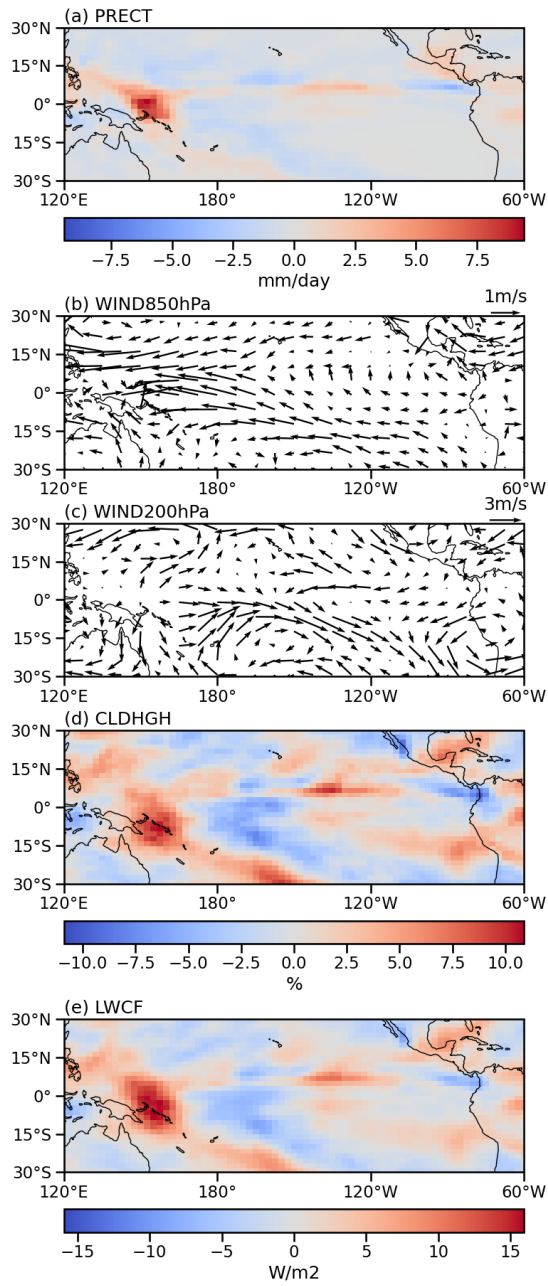 (a) PRECT
30°N
15°N
0°
15°S
30°S
120°E 180° 120°W 60°W
−7.5 −5.0 −2.5 0.0 2.5 5.0 7.5
mm/day
(b) WIND850hPa 1m/s
30°N
15°N
0°
15°S
30°S
120°E 180° 120°W 60°W
(c) WIND200hPa 3m/s
30°N
15°N
0°
15°S
30°S
120°E 180° 120°W 60°W
(d) CLDHGH
30°N
15°N
0°
15°S
30°S
120°E 180° 120°W 60°W
−10.0 −7.5 −5.0 −2.5 0.0 2.5 5.0 7.5 10.0
%
(e) LWCF
30°N
15°N
0°
15°S
30°S
120°E 180° 120°W 60°W
−15 −10 −5 0 5 10 15
W/m2